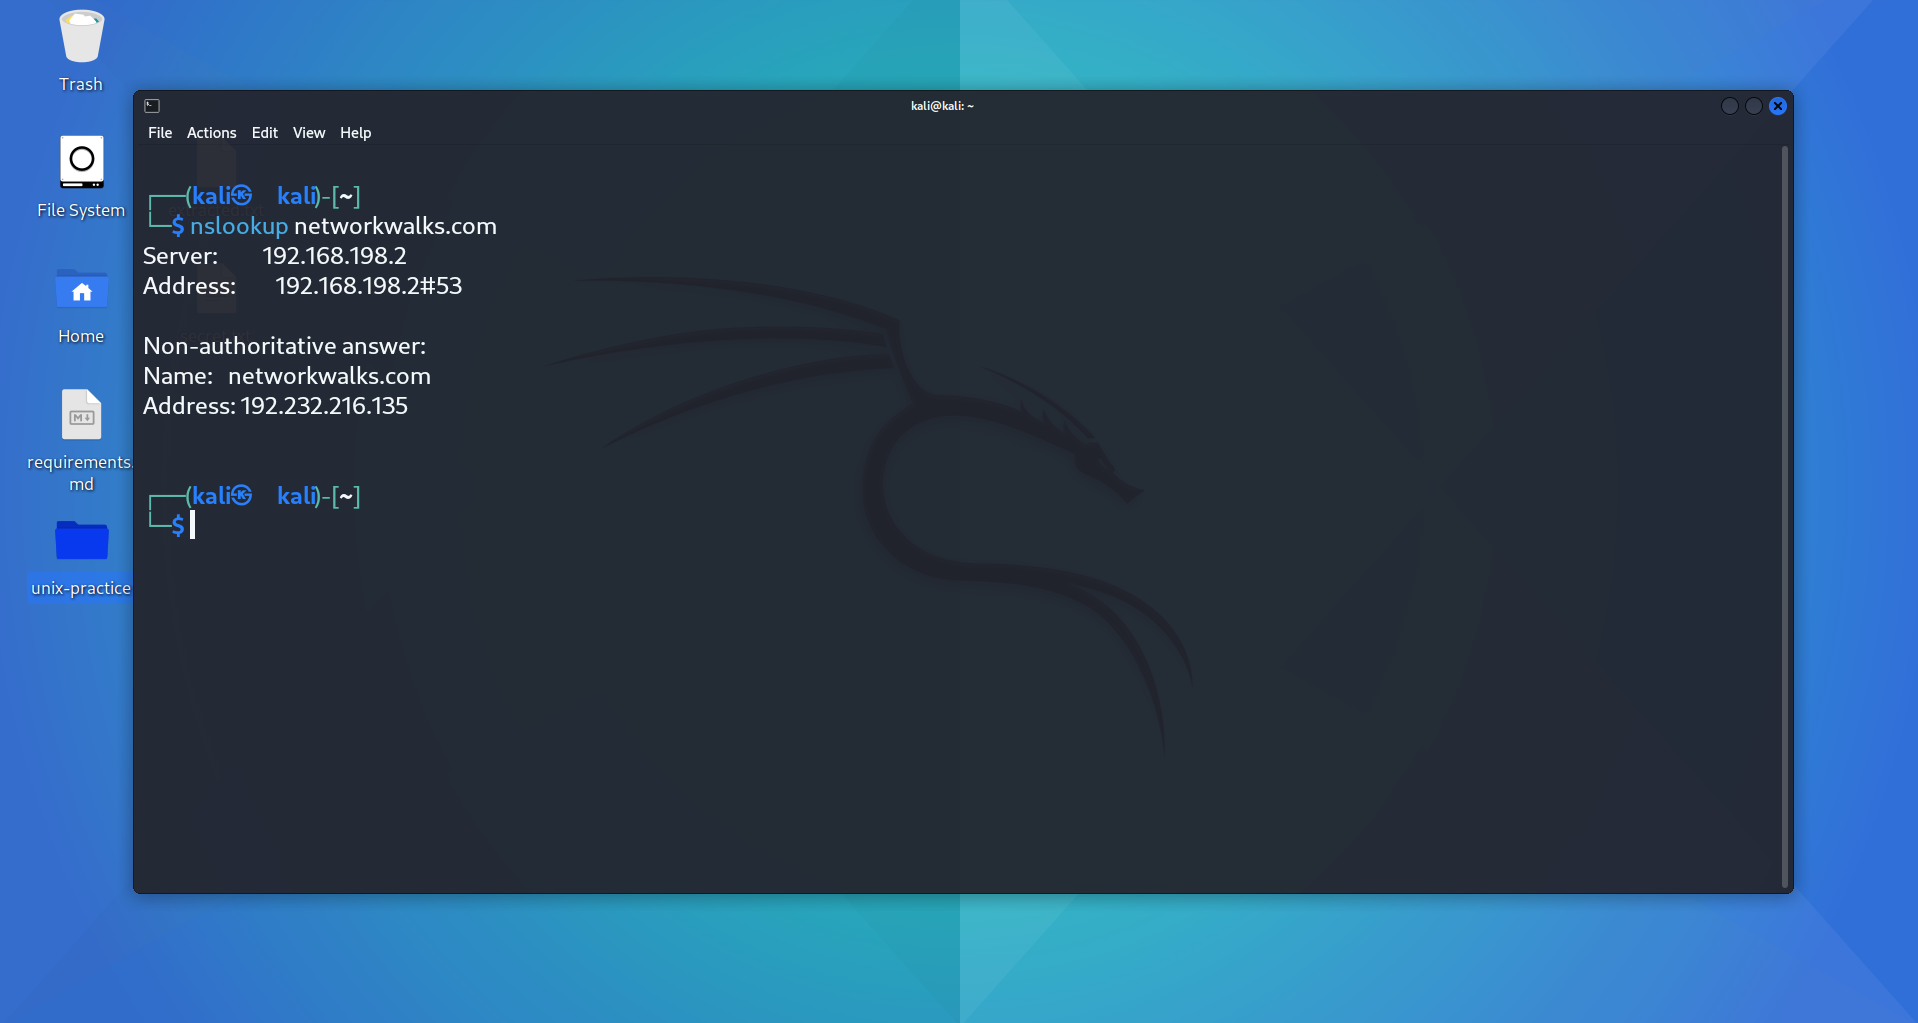 Trash
File System
Home
requirements.
md
unix-practice
kali@kali: ~
File Actions Edit View Help
┌──(kali㉿kali)-[~]
└─$ nslookup networkwalks.com
Server: 192.168.198.2
Address: 192.168.198.2#53
Non-authoritative answer:
Name: networkwalks.com
Address: 192.232.216.135
┌──(kali㉿kali)-[~]
└─$